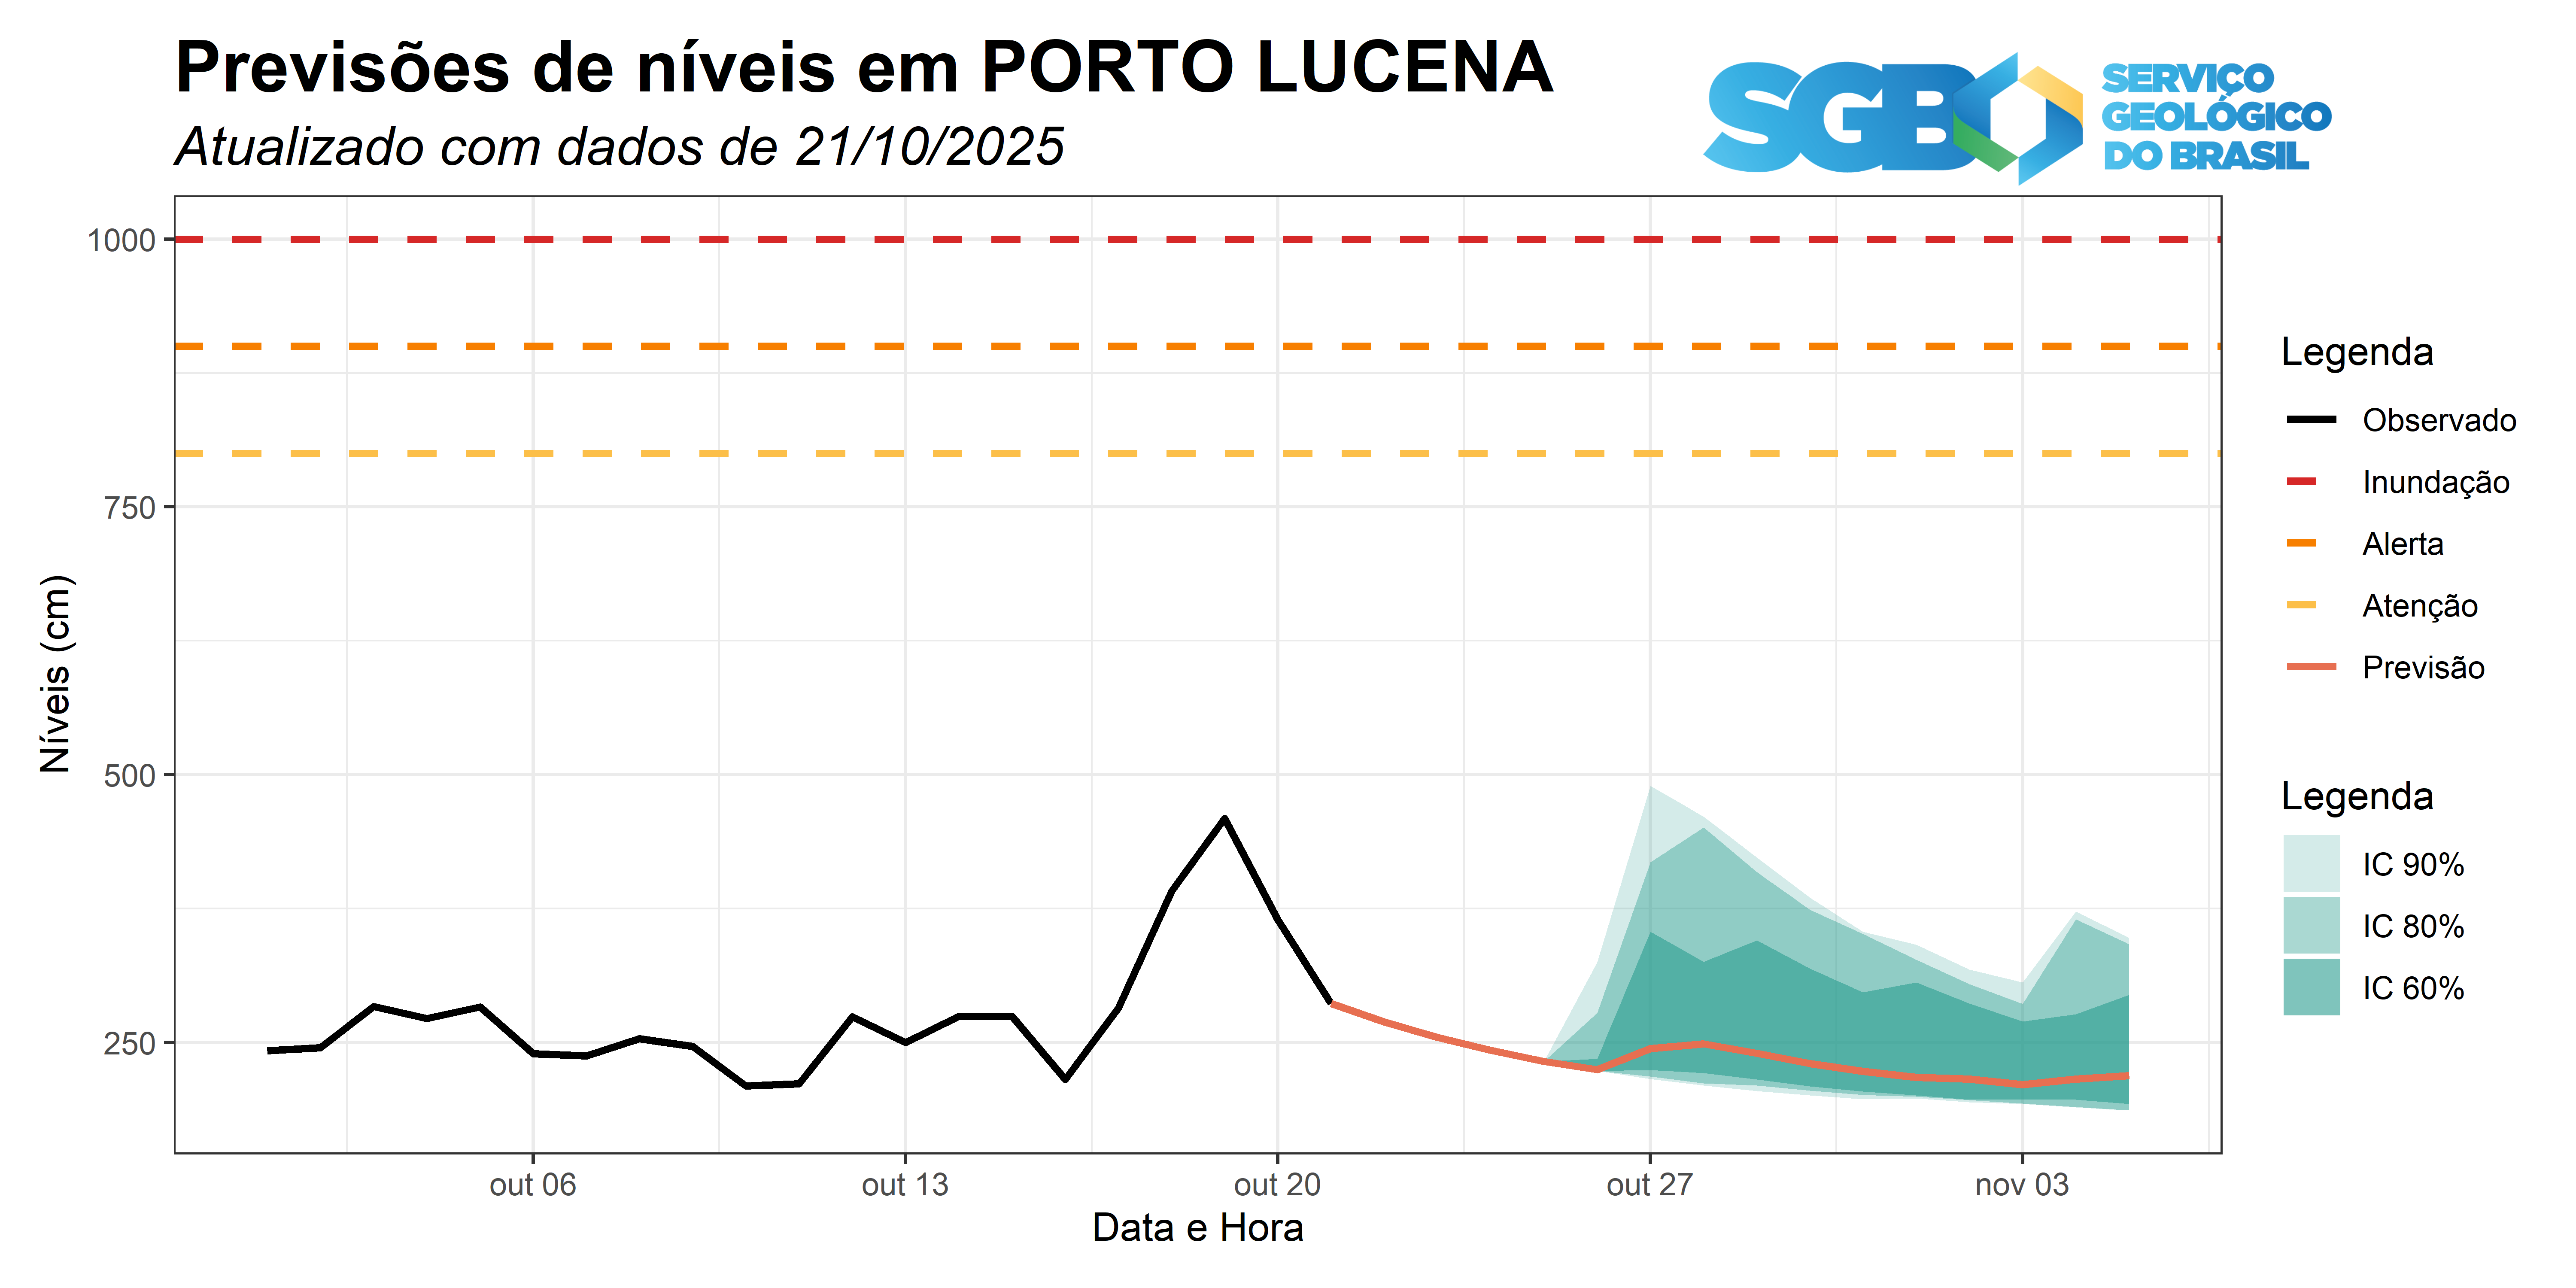 Previsões de níveis em PORTO LUCENA
Atualizado com dados de 21/10/2025
SGB
SERVIÇO
GEOLÓGICO
DO BRASIL
1000
750
500
250
Níveis (cm)
out 06
out 13
out 20
out 27
nov 03
Data e Hora
Legenda
Observado
Inundação
Alerta
Atenção
Previsão
Legenda
IC 90%
IC 80%
IC 60%